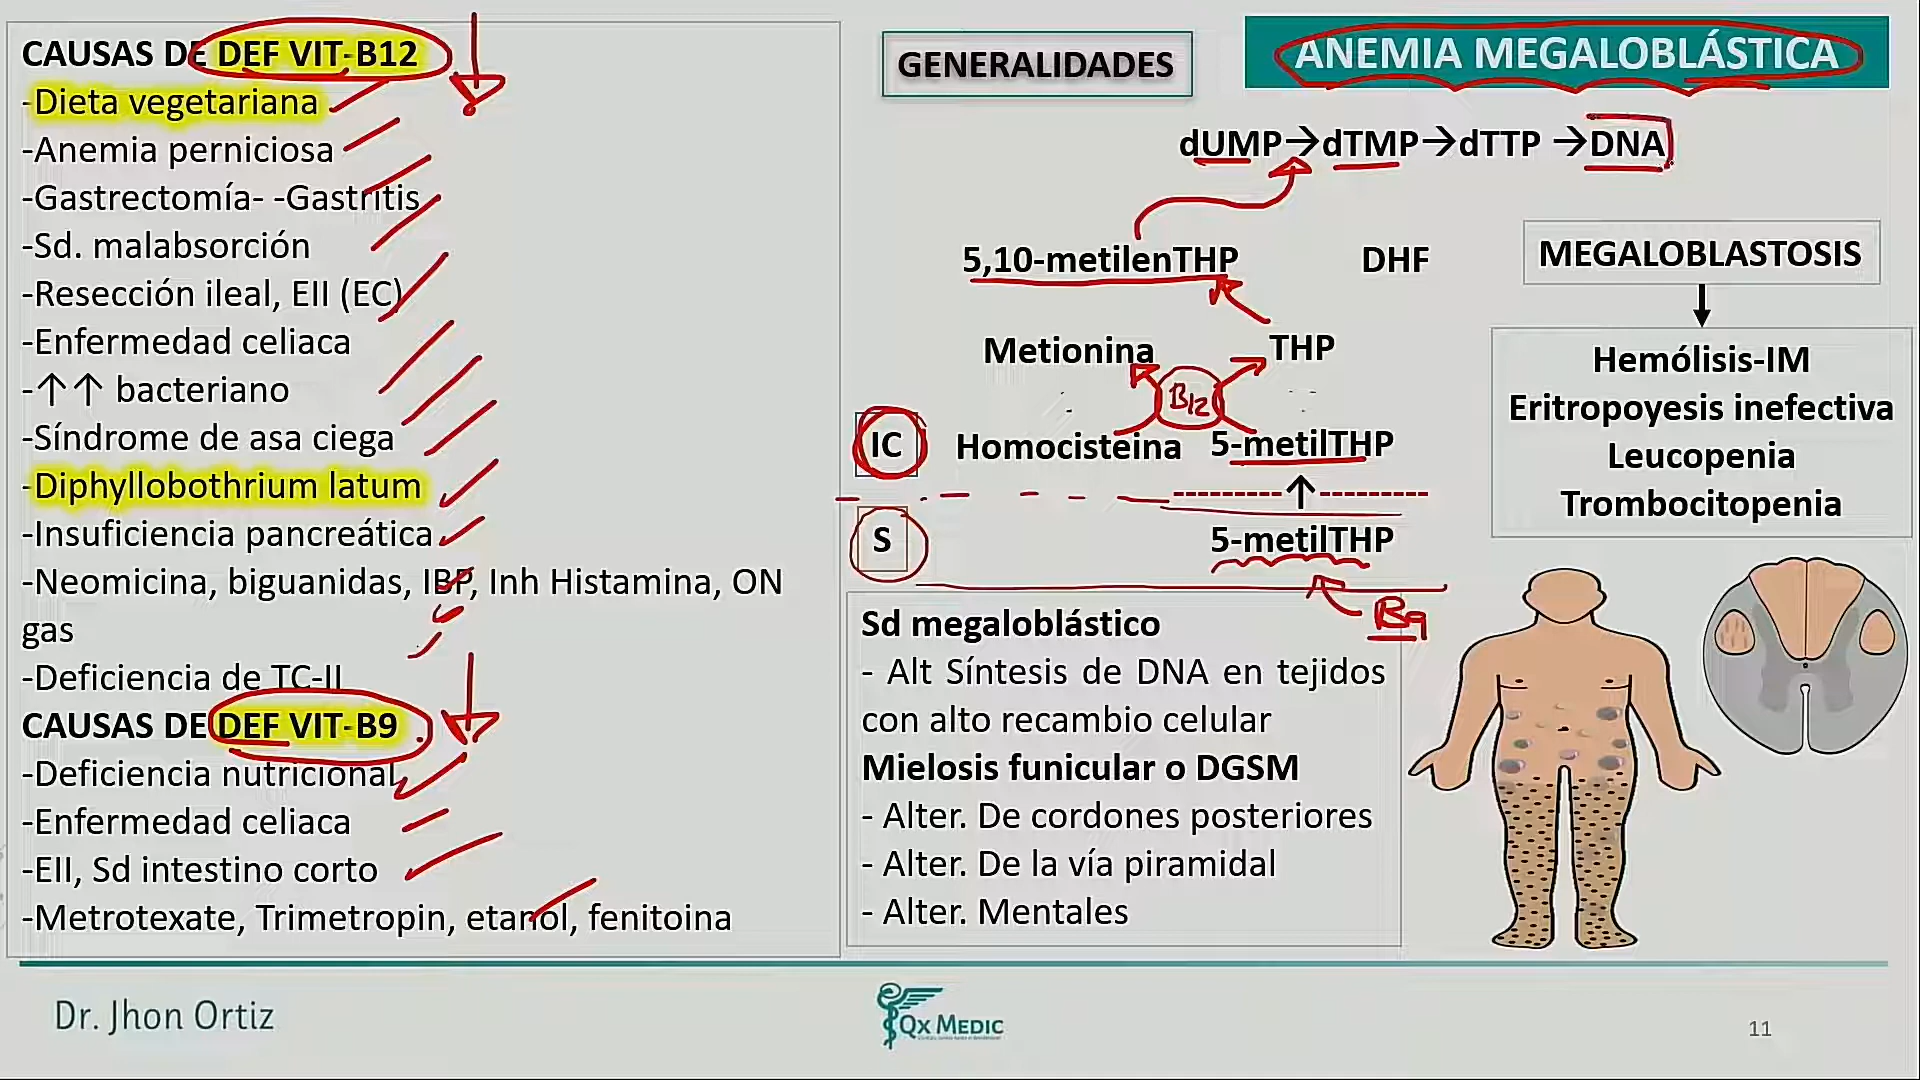 CAUSAS DE DEF VIT-B12
-Dieta vegetariana
-Anemia perniciosa
-Gastrectomía- -Gastritis
-Sd. malabsorción
-Resección ileal, EII (EC)
-Enfermedad celiaca
-↑↑ bacteriano
-Síndrome de asa ciega
-Diphyllobothrium latum
-Insuficiencia pancreática
-Neomicina, biguanidas, IBP, Inh Histamina, ON
gas
-Deficiencia de TC-II
CAUSAS DE DEF VIT-B9
-Deficiencia nutricional
-Enfermedad celiaca
-EII, Sd intestino corto
-Metrotexate, Trimetropin, etanol, fenitoina
GENERALIDADES
ANEMIA MEGALOBLÁSTICA
dUMP→dTMP→dTTP →DNA
5,10-metilenTHP DHF
Metionina THP
B12
IC Homocisteina 5-metilTHP
↑
S 5-metilTHP
B9
MEGALOBLASTOSIS
Hemólisis-IM
Eritropoyesis inefectiva
Leucopenia
Trombocitopenia
Sd megaloblástico
- Alt Síntesis de DNA en tejidos
con alto recambio celular
Mielosis funicular o DGSM
- Alter. De cordones posteriores
- Alter. De la vía piramidal
- Alter. Mentales
Dr. Jhon Ortiz
QX MEDIC
11